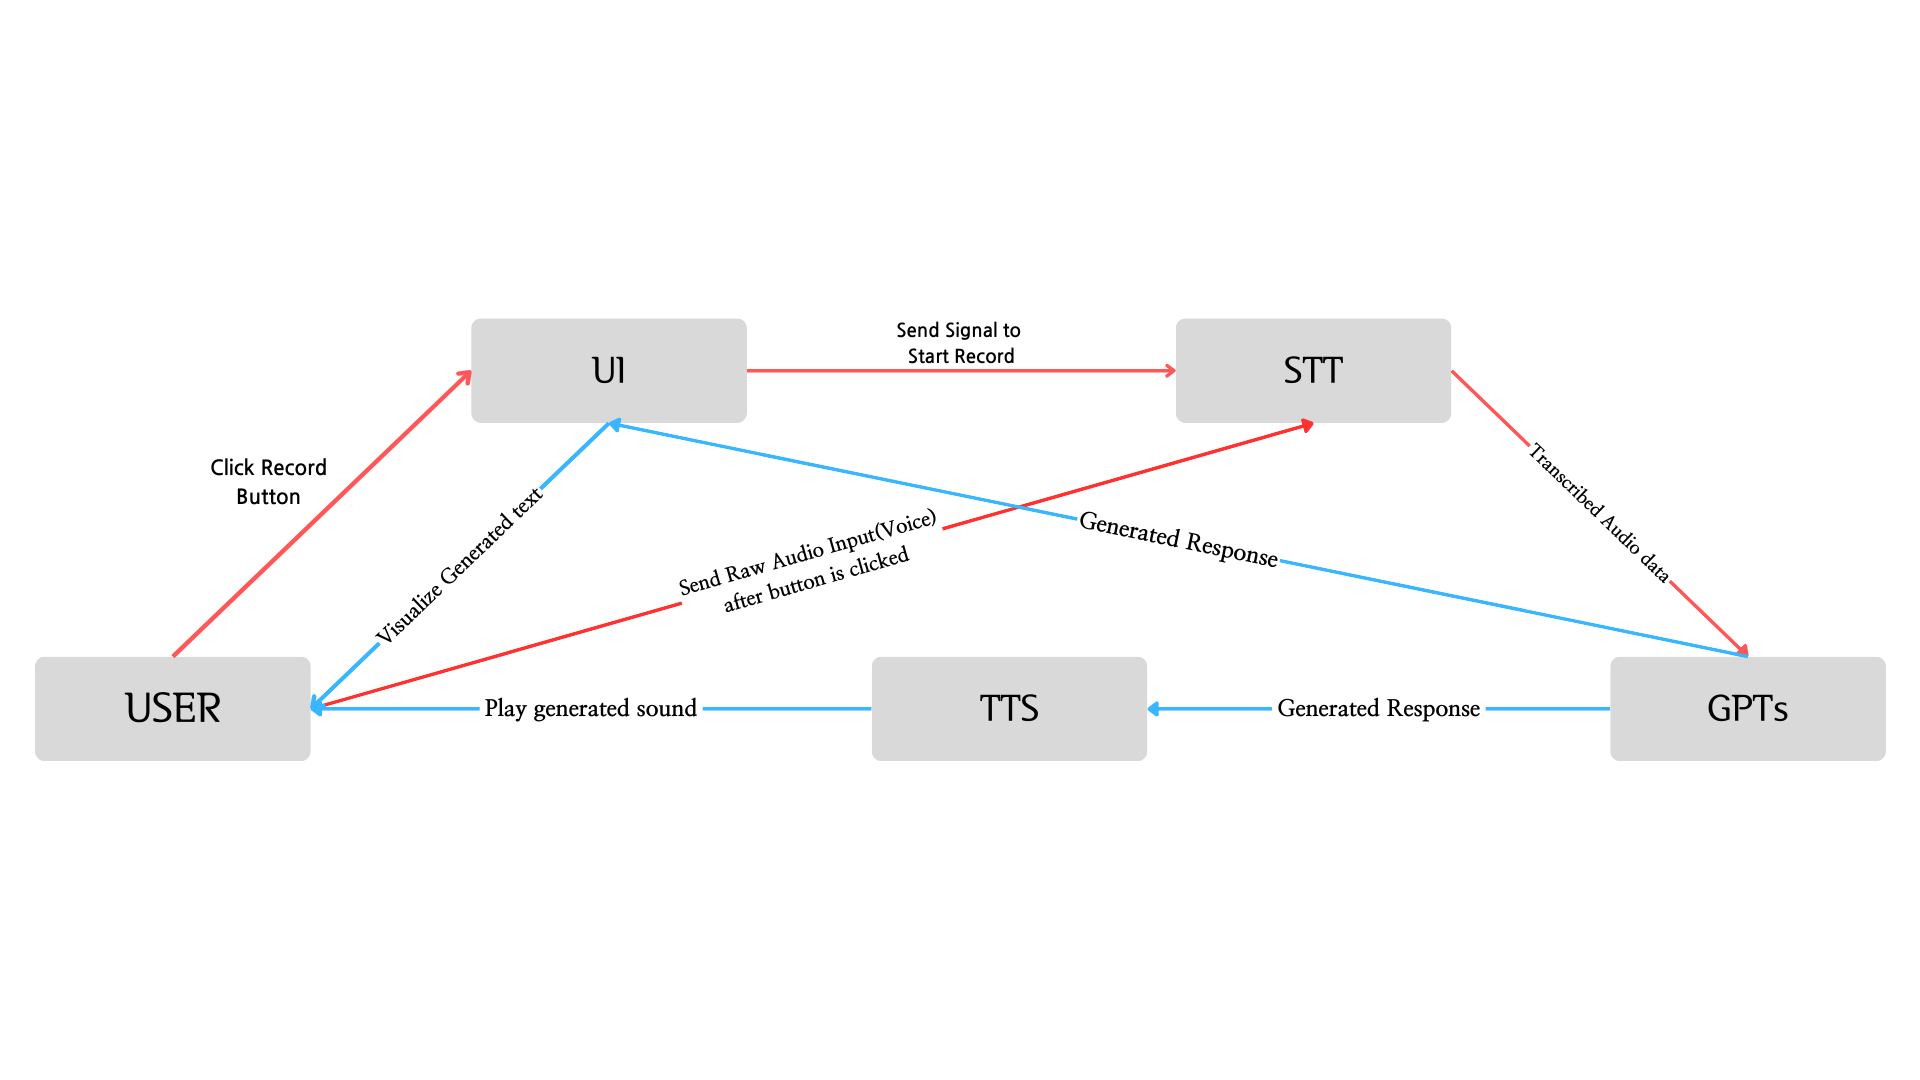 Send Signal to
Start Record
UI
STT
Click Record
Button
Transcribed Audio data
Visualize Generated text
Send Raw Audio Input(Voice)
after button is clicked
Generated Response
USER
Play generated sound
TTS
Generated Response
GPTs